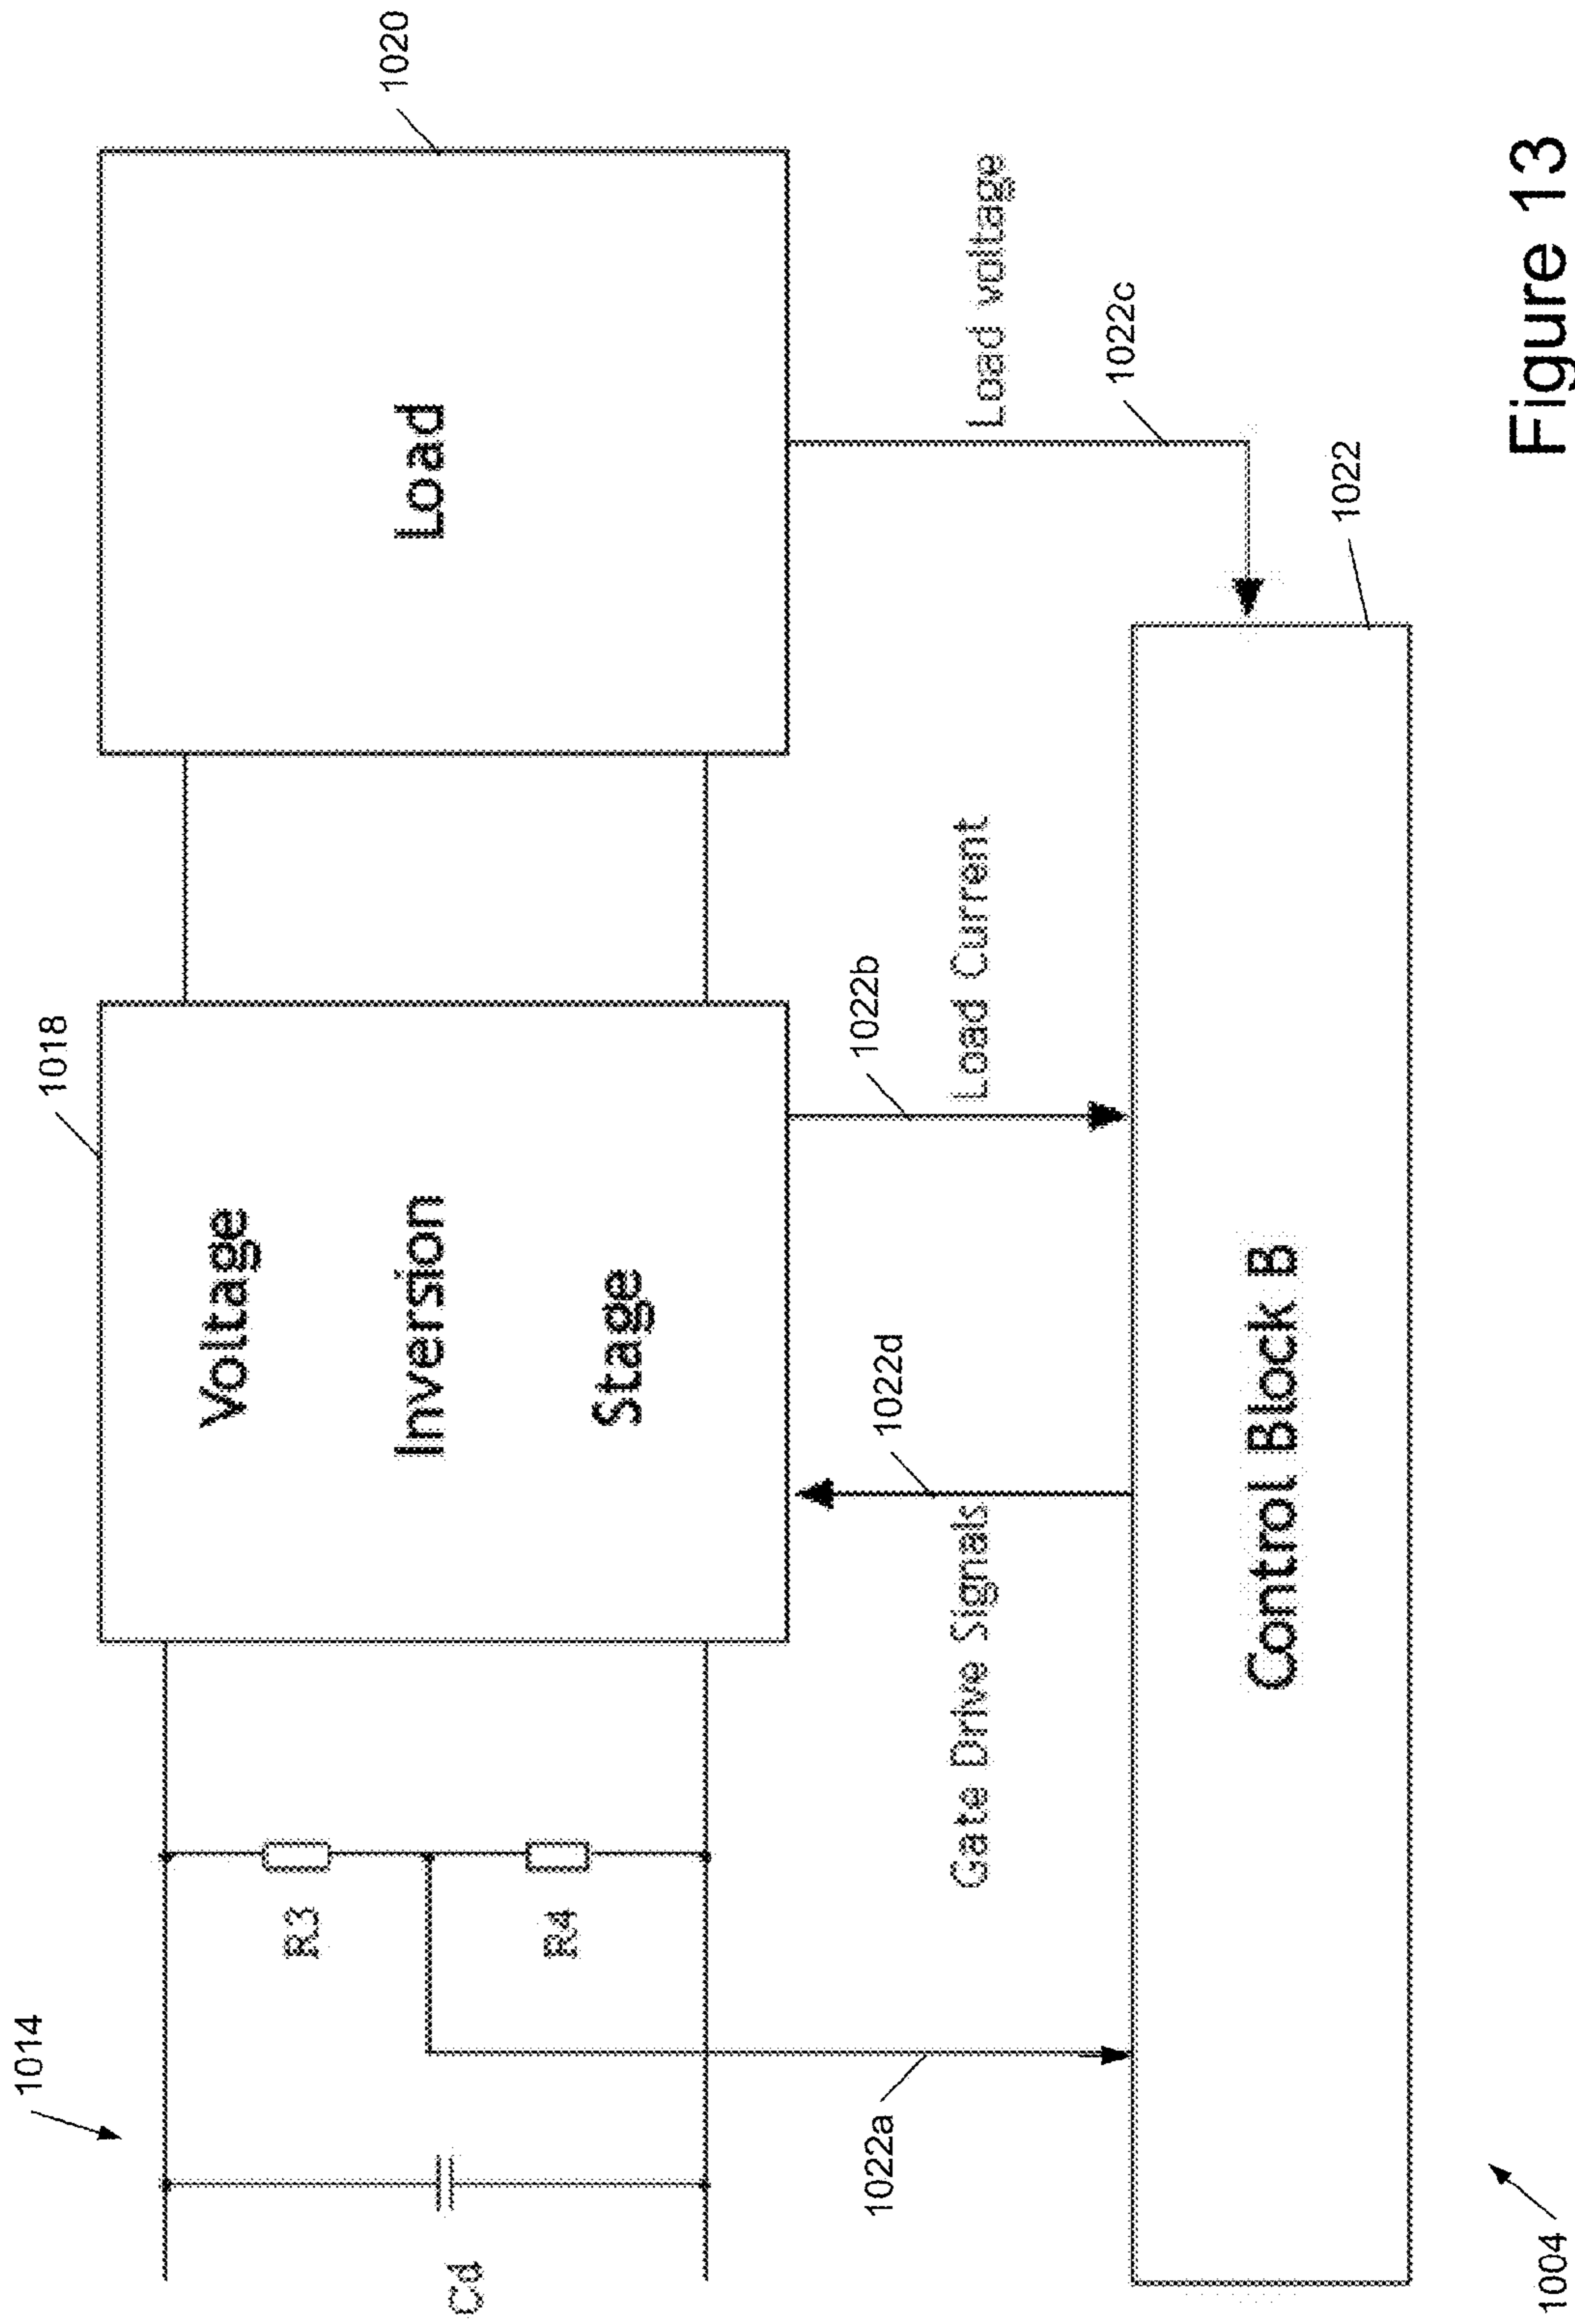 1014
1018
1020
Cd
R3
R4
Voltage
Inversion
Stage
Load
1022a
1022d
1022b
Gate Drive Signals
Load Current
Load voltage
1022c
Control Block B
1022
1004
Figure 13